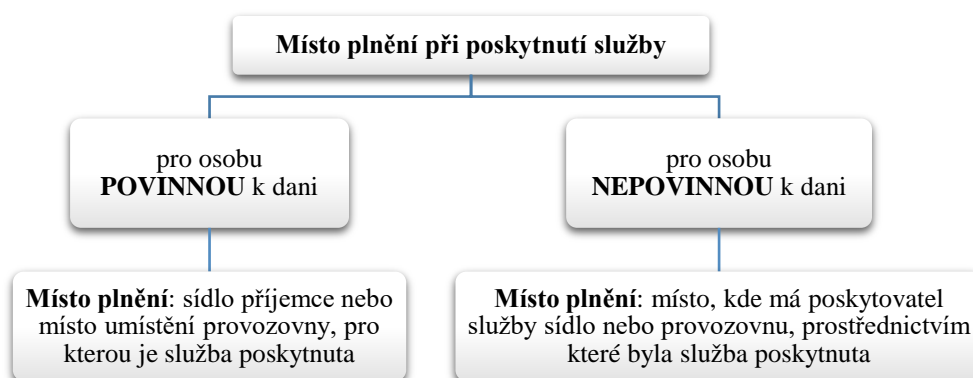 Místo plnění při poskytnutí služby
pro osobu
POVINNOU k dani
pro osobu
NEPOVINNOU k dani
Místo plnění: sídlo příjemce nebo
místo umístění provozovny, pro
kterou je služba poskytnuta
Místo plnění: místo, kde má poskytovatel
služby sídlo nebo provozovnu, prostřednictvím
které byla služba poskytnuta